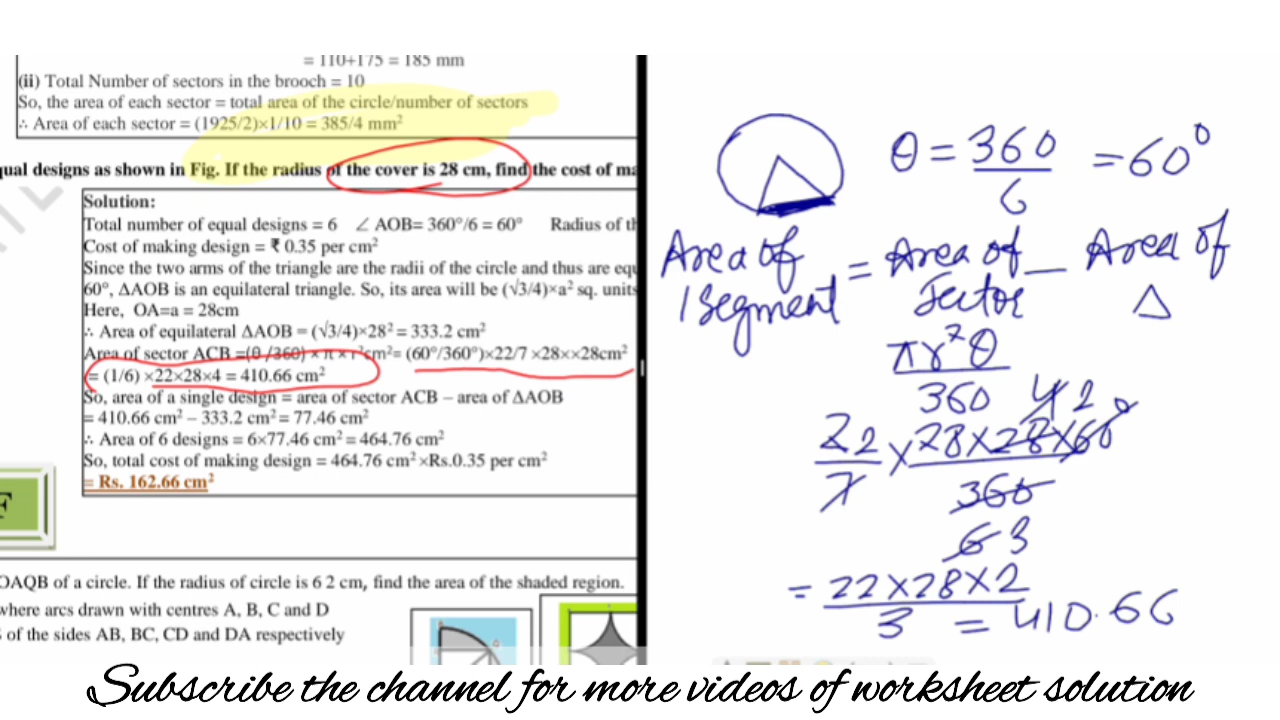 = 110+175 = 185 mm
(ii) Total Number of sectors in the brooch = 10
So, the area of each sector = total area of the circle/number of sectors
∴ Area of each sector = (1925/2)×1/10 = 385/4 mm²
qual designs as shown in Fig. If the radius of the cover is 28 cm, find the cost of ma
Solution:
Total number of equal designs = 6 ∠ AOB= 360°/6 = 60° Radius of th
Cost of making design = ₹ 0.35 per cm²
Since the two arms of the triangle are the radii of the circle and thus are equ
60°, ΔAOB is an equilateral triangle. So, its area will be (√3/4)×a² sq. units
Here, OA=a = 28cm
∴ Area of equilateral ΔAOB = (√3/4)×28² = 333.2 cm²
Area of sector ACB =(θ /360) × π × r²cm²= (60°/360°)×22/7 ×28××28cm²
= (1/6) ×22×28×4 = 410.66 cm²
So, area of a single design = area of sector ACB – area of ΔAOB
= 410.66 cm² – 333.2 cm² = 77.46 cm²
∴ Area of 6 designs = 6×77.46 cm² = 464.76 cm²
So, total cost of making design = 464.76 cm² ×Rs.0.35 per cm²
= Rs. 162.66 cm²
F
OAQB of a circle. If the radius of circle is 6 2 cm, find the area of the shaded region.
where arcs drawn with centres A, B, C and D
of the sides AB, BC, CD and DA respectively
θ = 360 = 60°
6
Area of = Area of – Area of
1 Segment Sector Δ
πr²θ
360 4 2
22 × 28×28×60°
7 360
6 3
= 22×28×2
3 = 410.66
Subscribe the channel for more videos of worksheet solution